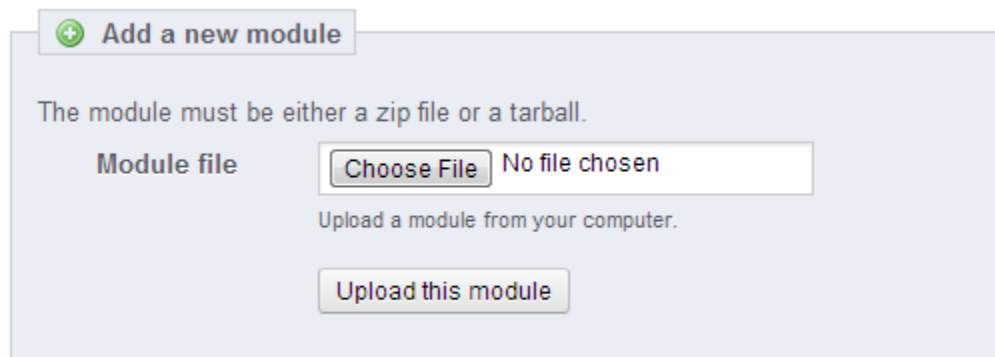 Add a new module
The module must be either a zip file or a tarball.
Module file
Choose File No file chosen
Upload a module from your computer.
Upload this module